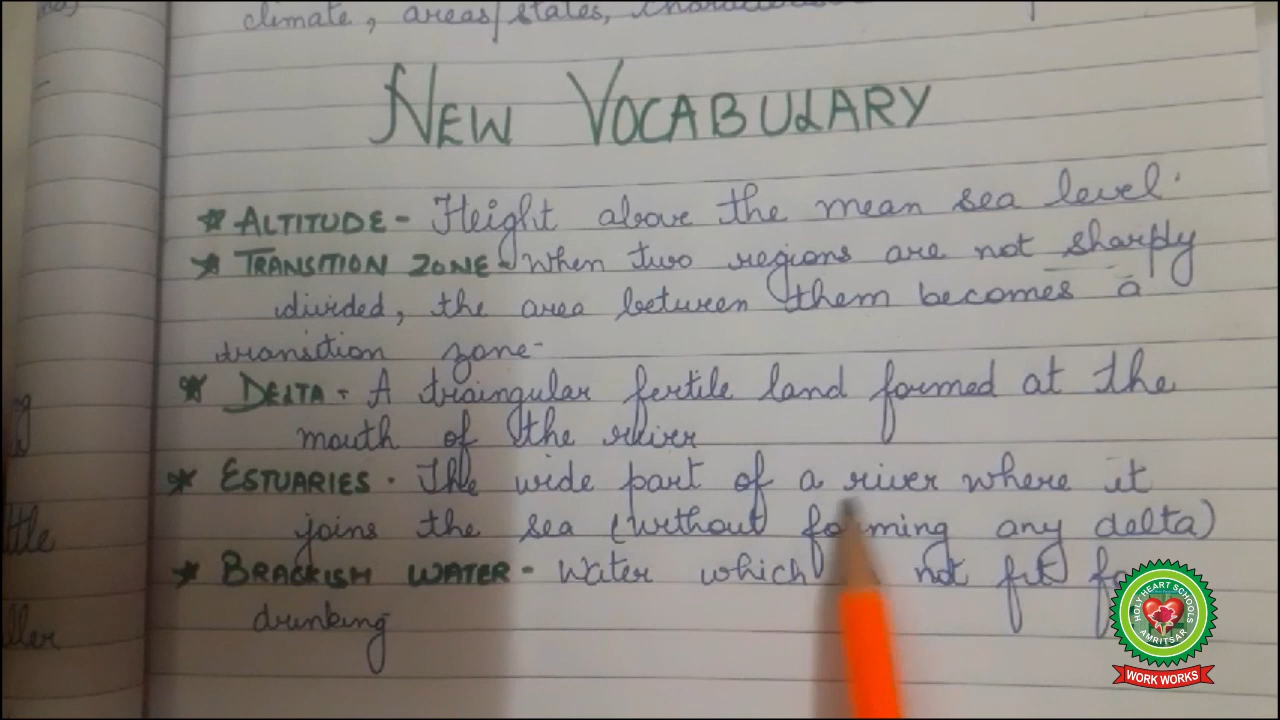 climate, areas/states,
NEW VOCABULARY
★ ALTITUDE - Height above the mean sea level.
★ TRANSITION ZONE - When two regions are not sharply
divided, the area between them becomes a
transition zone-
★ DELTA - A traingular fertile land formed at the
mouth of the river
★ ESTUARIES - The wide part of a river where it
joins the sea (without forming any delta)
★ BRACKISH WATER - Water which not fit
drinking
ttle
ller
HOLY HEART SCHOOLS
AMRITSAR
WORK WORKS